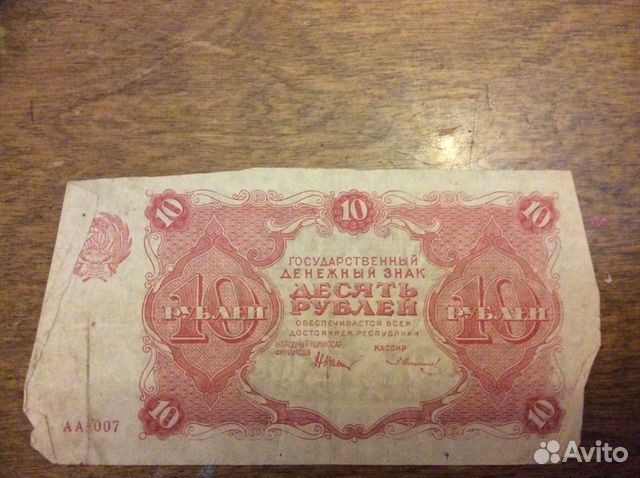 10
10
10
ГОСУДАРСТВЕННЫЙ
ДЕНЕЖНЫЙ ЗНАК
ДЕСЯТЬ
РУБЛЕЙ
ОБЕСПЕЧИВАЕТСЯ ВСЕМ
ДОСТОЯНИЕМ РЕСПУБЛИКИ
10
РУБЛЕЙ
10
РУБЛЕЙ
НАРОДНЫЙ КОМИССАР
ФИНАНСОВ
КАССИР
АА-007
10
10
Avito